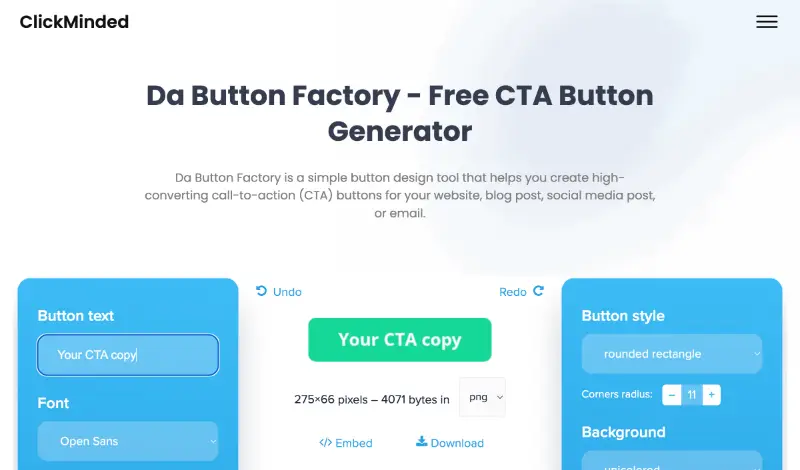 ClickMinded
Da Button Factory - Free CTA Button
Generator
Da Button Factory is a simple button design tool that helps you create high-
converting call-to-action (CTA) buttons for your website, blog post, social media post,
or email.
Button text
Your CTA copy
Font
Open Sans
Undo
Redo
Your CTA copy
275×66 pixels – 4071 bytes in png
</> Embed
Download
Button style
rounded rectangle
Corners radius: − 11 +
Background
unicolored